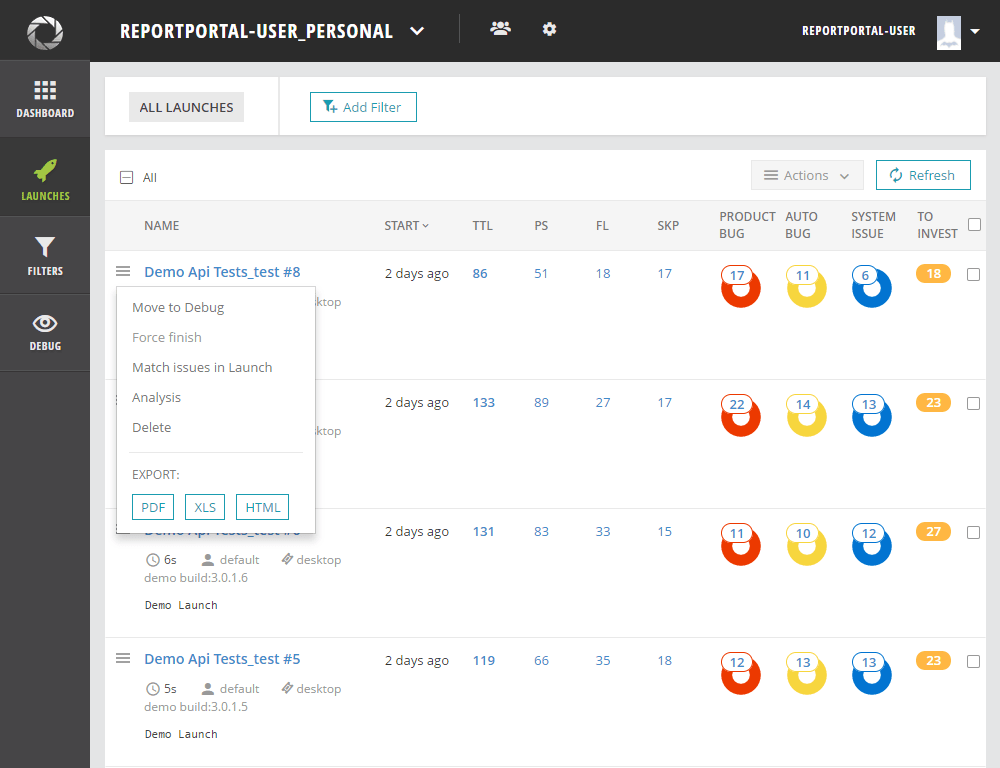 REPORTPORTAL-USER_PERSONAL
REPORTPORTAL-USER
DASHBOARD
LAUNCHES
FILTERS
DEBUG
ALL LAUNCHES
Add Filter
All
Actions
Refresh
NAME START TTL PS FL SKP PRODUCT BUG AUTO BUG SYSTEM ISSUE TO INVEST
Demo Api Tests_test #8 2 days ago 86 51 18 17 17 11 6 18
Move to Debug
Force finish
Match issues in Launch
Analysis
Delete
EXPORT:
PDF XLS HTML
2 days ago 133 89 27 17 22 14 13 23
Demo Api Tests_test #6 2 days ago 131 83 33 15 11 10 12 27
6s default desktop
demo build:3.0.1.6
Demo Launch
Demo Api Tests_test #5 2 days ago 119 66 35 18 12 13 13 23
5s default desktop
demo build:3.0.1.5
Demo Launch